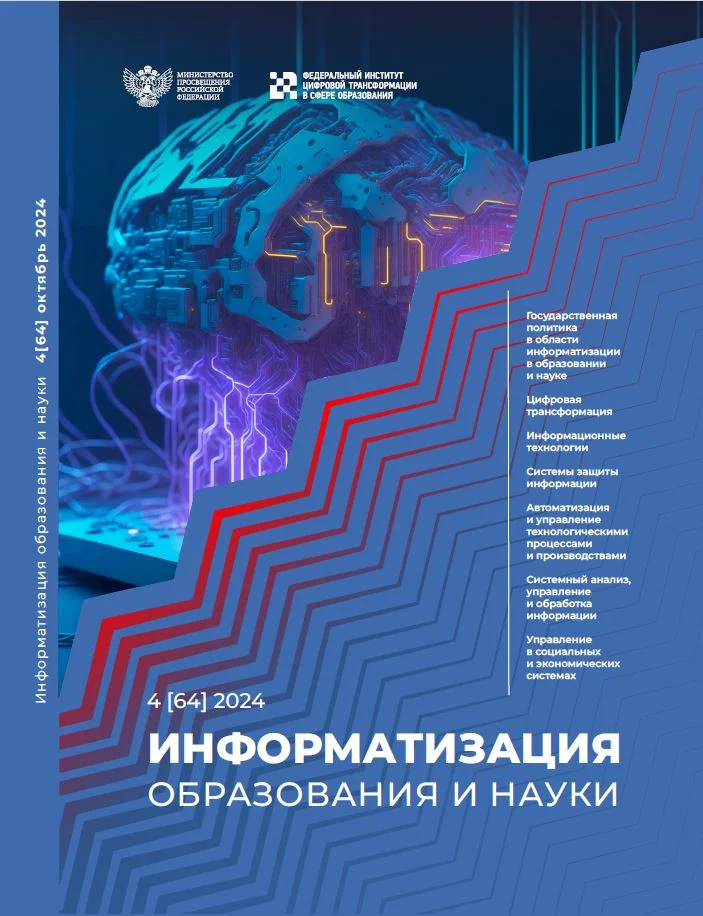 МИНИСТЕРСТВО
ПРОСВЕЩЕНИЯ
РОССИЙСКОЙ
ФЕДЕРАЦИИ
ФЕДЕРАЛЬНЫЙ ИНСТИТУТ
ЦИФРОВОЙ ТРАНСФОРМАЦИИ
В СФЕРЕ ОБРАЗОВАНИЯ
Информатизация образования и науки 4[64] октябрь 2024
Государственная
политика
в области
информатизации
в образовании
и науке
Цифровая
трансформация
Информационные
технологии
Системы защиты
информации
Автоматизация
и управление
технологическими
процессами
и производствами
Системный анализ,
управление
и обработка
информации
Управление
в социальных
и экономических
системах
4 [64] 2024
ИНФОРМАТИЗАЦИЯ
ОБРАЗОВАНИЯ И НАУКИ